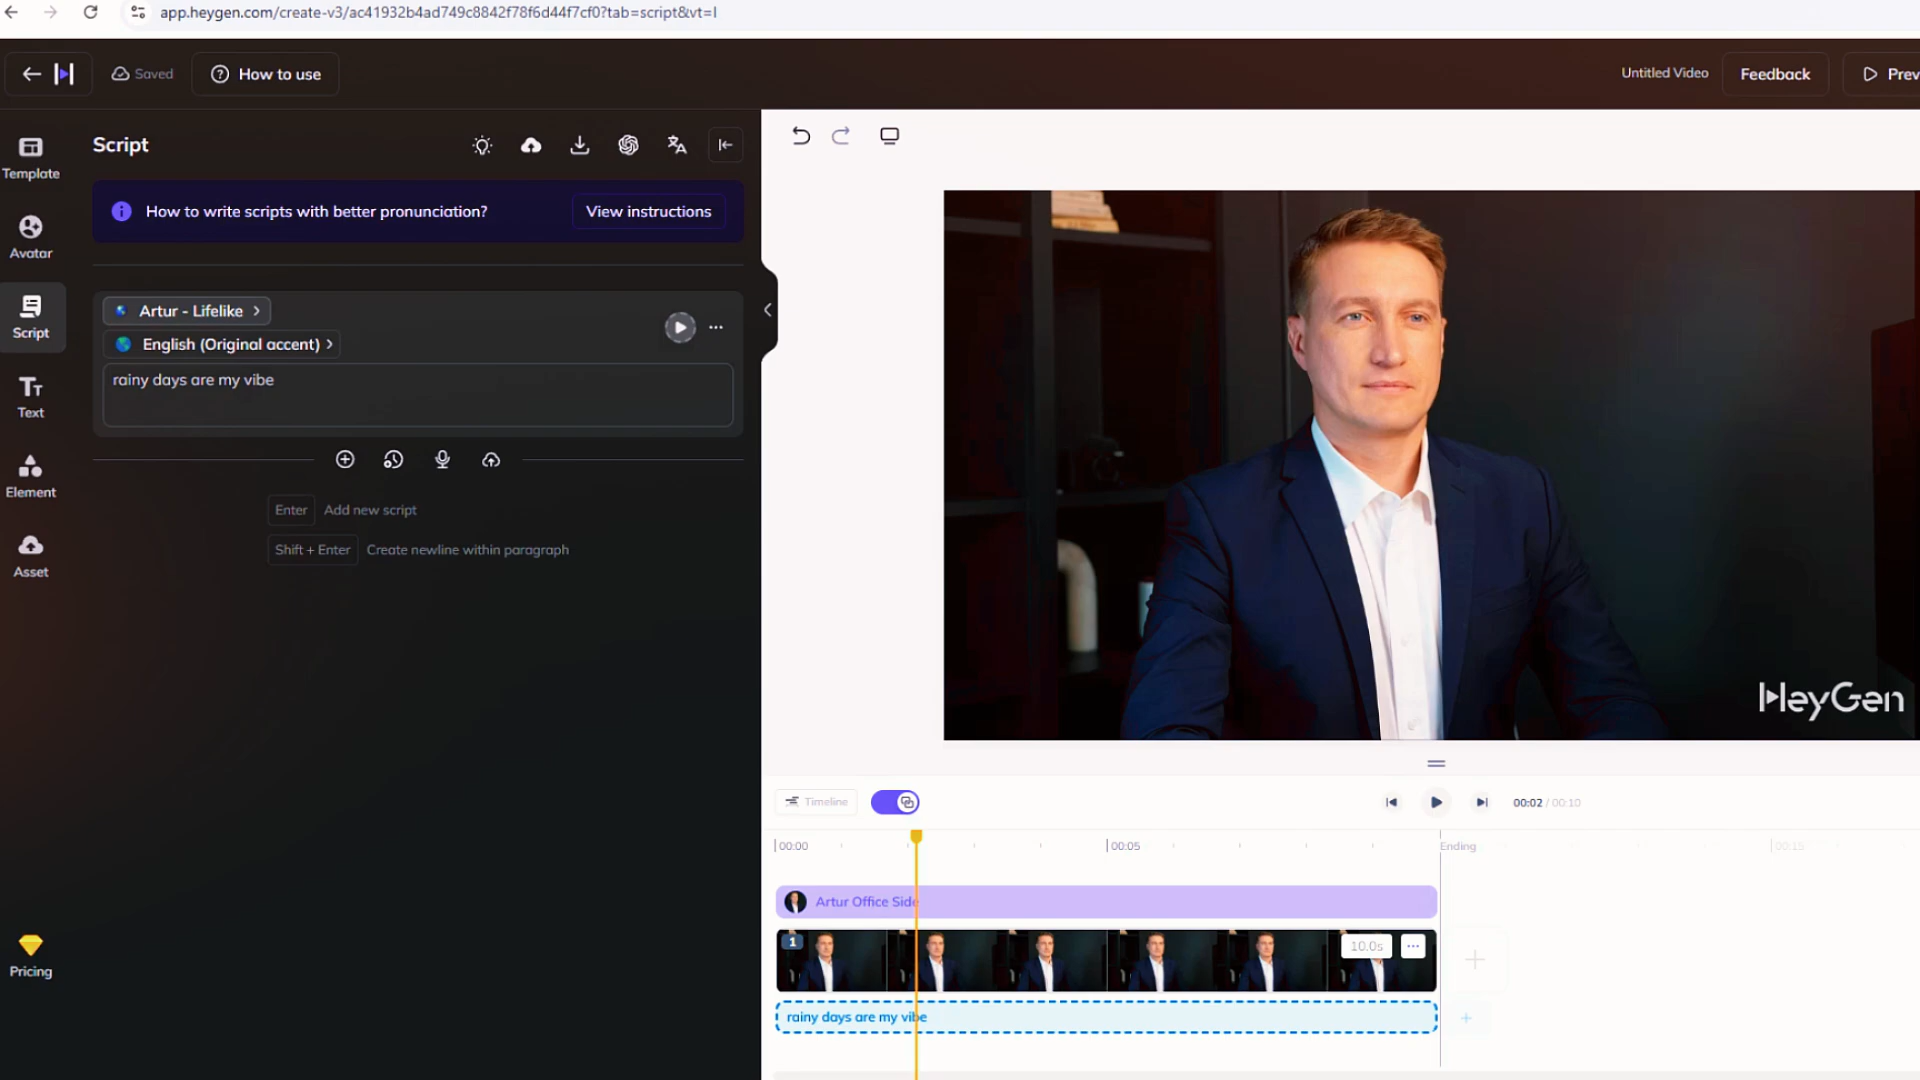 app.heygen.com/create-v3/ac41932b4ad749c8842f78f6d44f7cf0?tab=script&vt=l
Saved
How to use
Untitled Video
Feedback
Prev
Template
Avatar
Script
Text
Element
Asset
Pricing
Script
How to write scripts with better pronunciation?
View instructions
Artur - Lifelike
English (Original accent)
rainy days are my vibe
Enter Add new script
Shift + Enter Create newline within paragraph
HeyGen
Timeline
00:02 / 00:10
00:00
00:05
Ending
00:15
Artur Office Side
1
10.0s
rainy days are my vibe